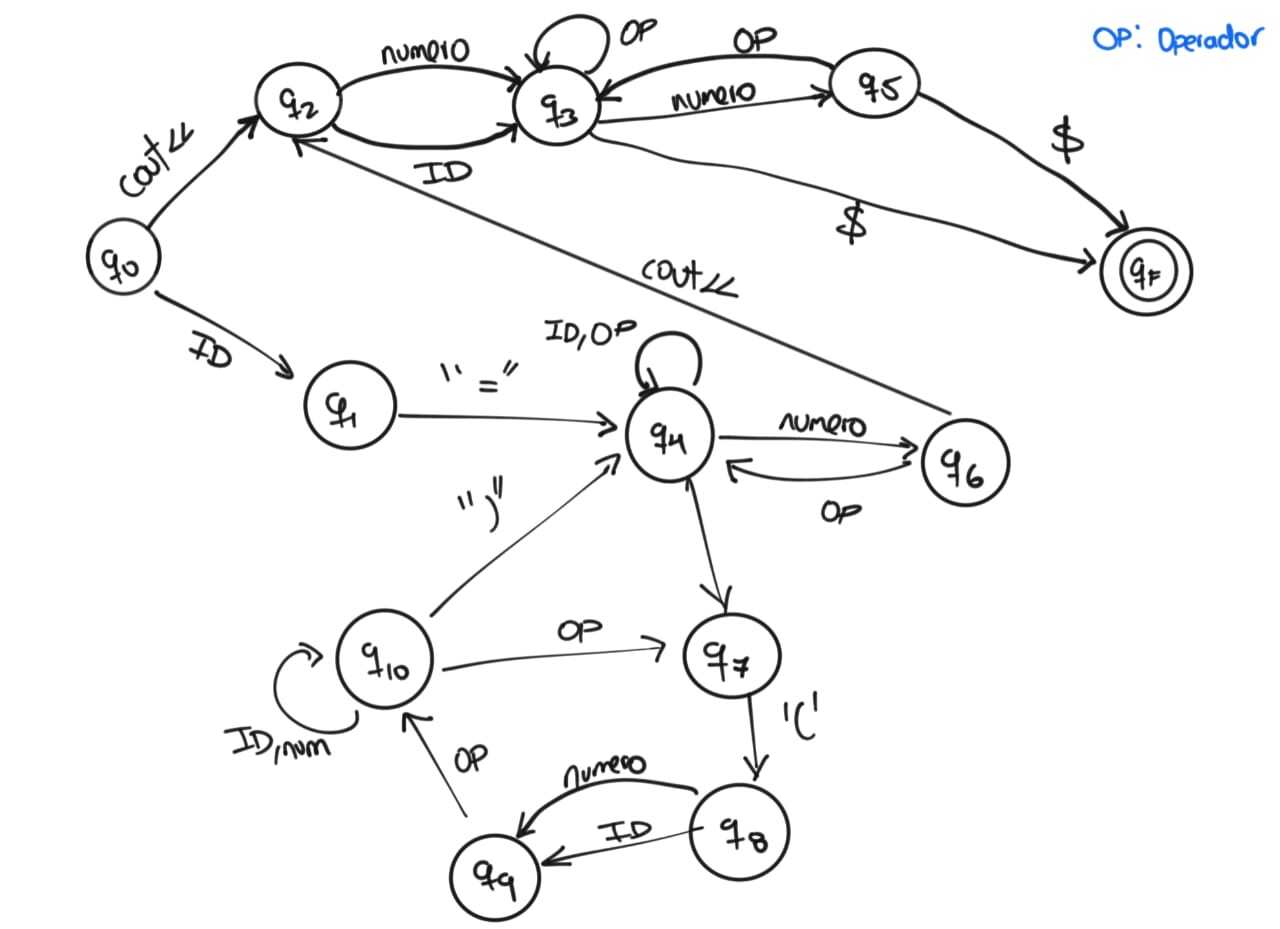 OP
OP: Operador
OP
numero
q2
q3
numero
q5
cout<<
ID
$
$
q0
qF
cout<<
ID
ID,OP
" = "
q1
q4
numero
q6
")"
OP
OP
q10
q7
'('
ID,num
OP
numero
ID
q8
q9